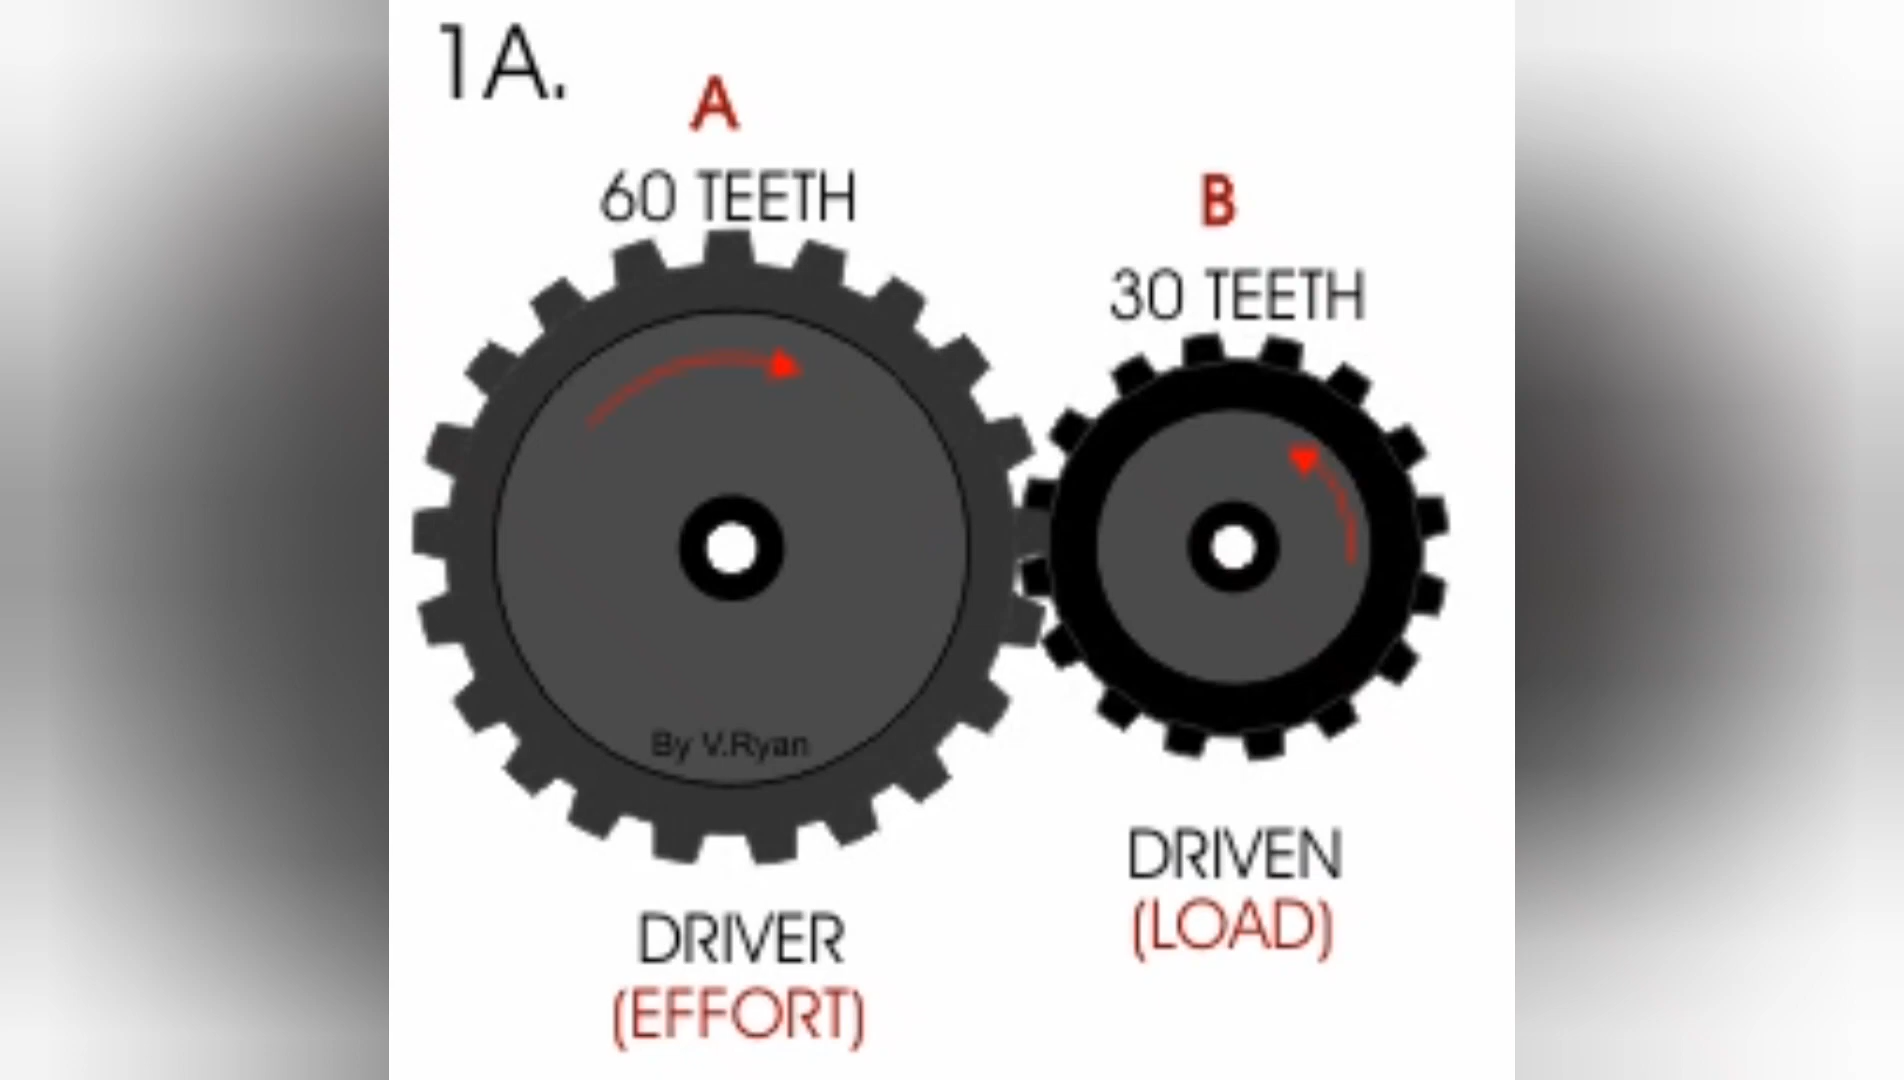 1A.
A
60 TEETH
B
30 TEETH
By V.Ryan
DRIVER
(EFFORT)
DRIVEN
(LOAD)